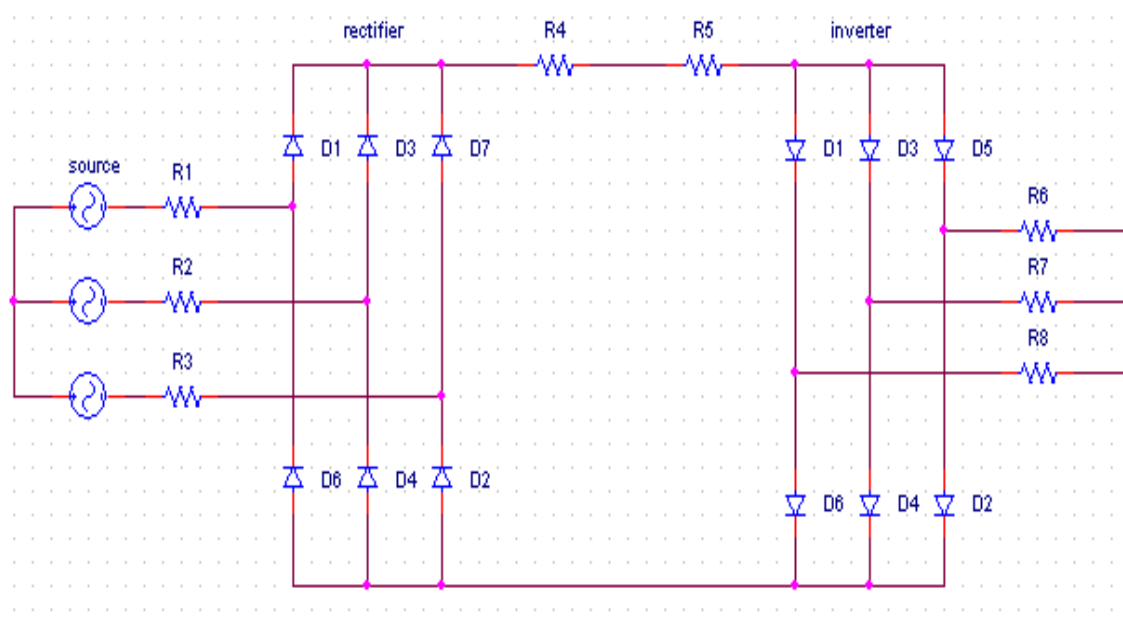 rectifier R4 R5 inverter
D1 D3 D7 D1 D3 D5
source
R1
R6
R2
R7
R3
R8
D6 D4 D2 D6 D4 D2